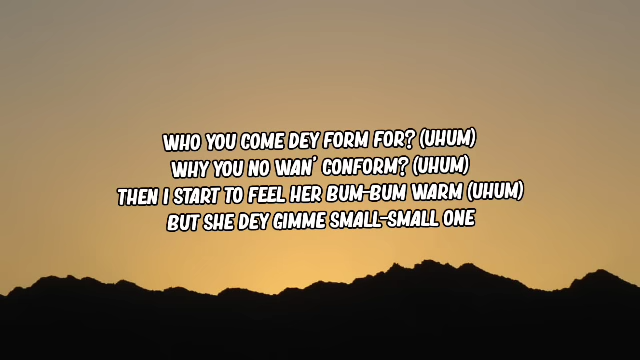 WHO YOU COME DEY FORM FOR? (UHUM)
WHY YOU NO WAN' CONFORM? (UHUM)
THEN I START TO FEEL HER BUM-BUM WARM (UHUM)
BUT SHE DEY GIMME SMALL-SMALL ONE